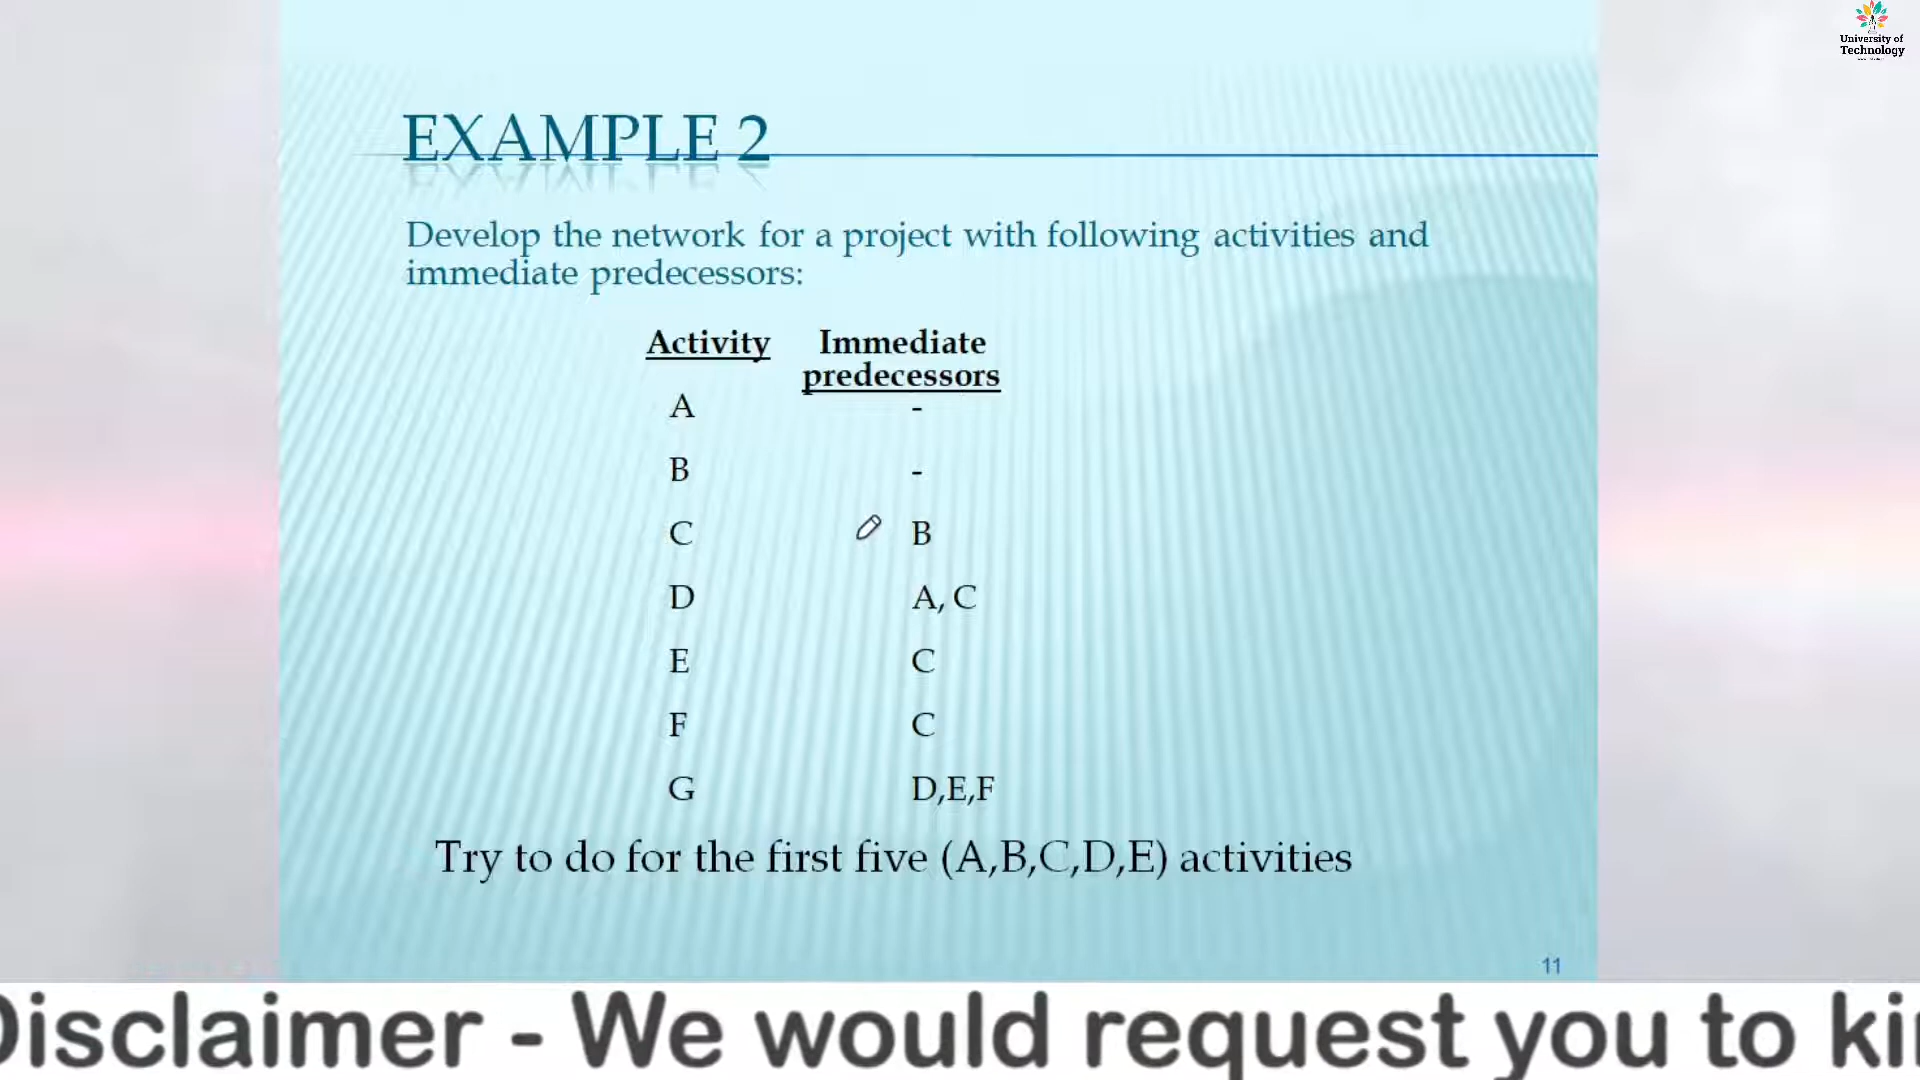 University of
Technology
EXAMPLE 2
Develop the network for a project with following activities and
immediate predecessors:
Activity Immediate
predecessors
A -
B -
C B
D A, C
E C
F C
G D,E,F
Try to do for the first five (A,B,C,D,E) activities
11
Disclaimer - We would request you to